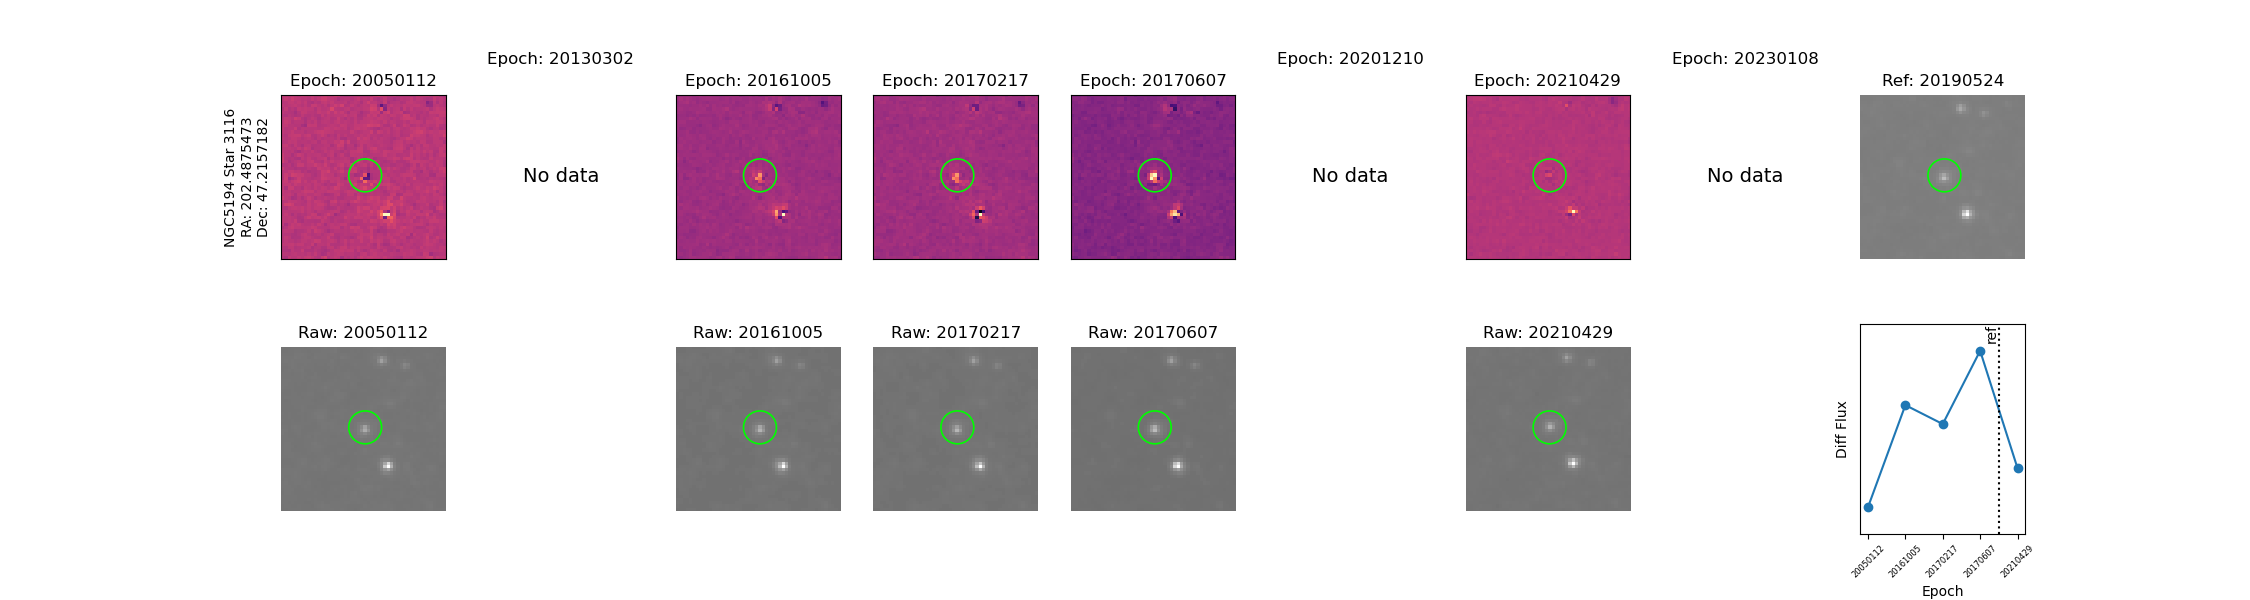 Epoch: 20130302
Epoch: 20201210
Epoch: 20230108
Epoch: 20050112
Epoch: 20161005
Epoch: 20170217
Epoch: 20170607
Epoch: 20210429
Ref: 20190524
NGC5194 Star 3116
RA: 202.4875473
Dec: 47.2157182
No data
No data
No data
Raw: 20050112
Raw: 20161005
Raw: 20170217
Raw: 20170607
Raw: 20210429
ref
Diff Flux
20050112
20161005
20170217
20170607
20210429
Epoch